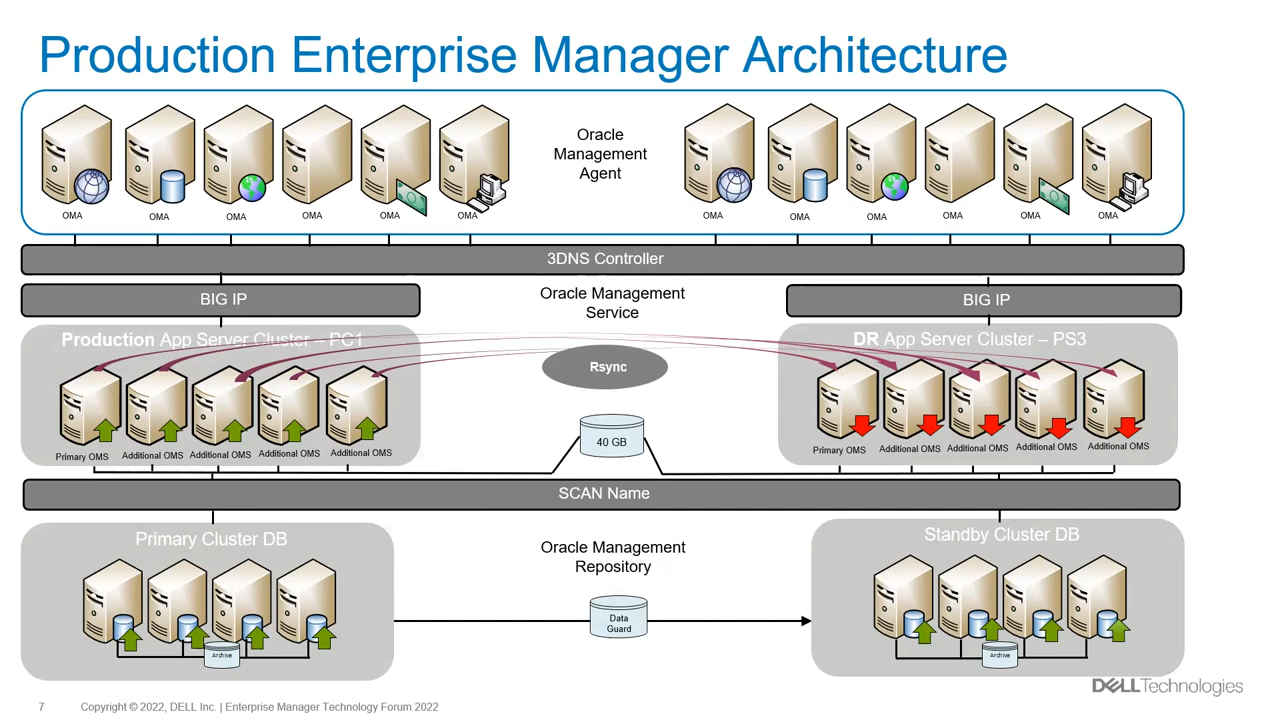 Production Enterprise Manager Architecture
Oracle
Management
Agent
OMA
OMA
OMA
OMA
OMA
OMA
OMA
OMA
OMA
OMA
OMA
OMA
3DNS Controller
BIG IP
Oracle Management
Service
BIG IP
Production App Server Cluster – PC1
DR App Server Cluster – PS3
Rsync
40 GB
Primary OMS
Additional OMS
Additional OMS
Additional OMS
Additional OMS
Primary OMS
Additional OMS
Additional OMS
Additional OMS
Additional OMS
SCAN Name
Primary Cluster DB
Oracle Management
Repository
Standby Cluster DB
Data
Guard
Archive
Archive
DELLTechnologies
7 Copyright © 2022, DELL Inc. | Enterprise Manager Technology Forum 2022